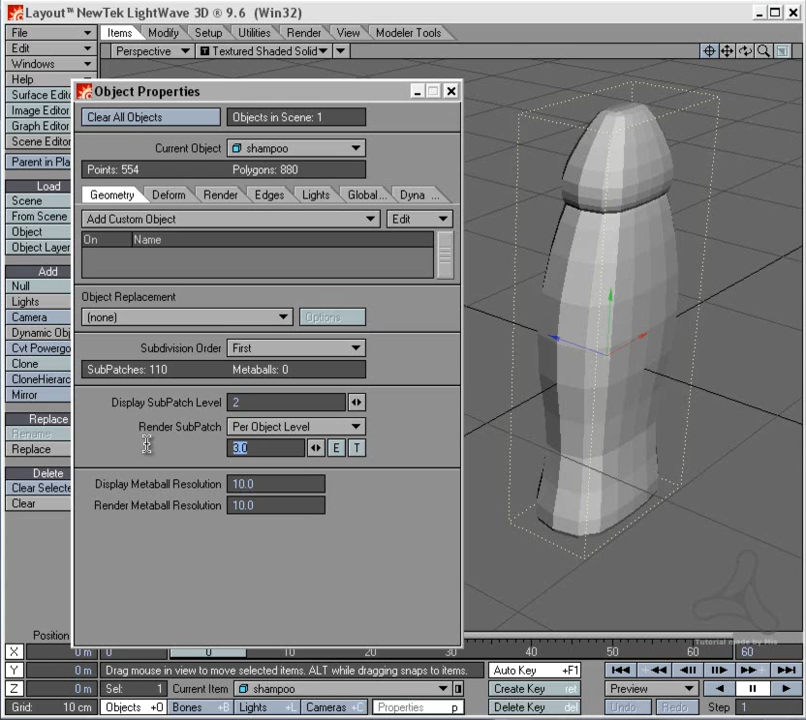 Layout™ NewTek LightWave 3D ® 9.6 (Win32)
File
Items Modify Setup Utilities Render View Modeler Tools
Edit
Perspective Textured Shaded Solid
Windows
Help
Object Properties
Surface Edito
Clear All Objects Objects in Scene: 1
Image Editor
Graph Editor
Scene Editor
Current Object shampoo
Parent in Pla
Points: 554 Polygons: 880
Load
Geometry Deform Render Edges Lights Global... Dyna ...
Scene
From Scene
Add Custom Object Edit
Object
On Name
Object Layer
Add
Null
Lights
Object Replacement
Camera
(none) Options
Dynamic Obj
Cvt Powergo
Subdivision Order First
Clone
SubPatches: 110 Metaballs: 0
CloneHierarc
Mirror
Display SubPatch Level 2
Replace
Render SubPatch Per Object Level
Rename
Replace
3.0 E T
Delete
Clear Selecte
Display Metaball Resolution 10.0
Clear
Render Metaball Resolution 10.0
Position
Tutorial made by Mis
X 0 m 0 0 10 20 30 40 50 60 60
Y 0 m Drag mouse in view to move selected items. ALT while dragging snaps to items. Auto Key +F1
Z 0 m Sel: 1 Current Item shampoo Create Key ret Preview
Grid: 10 cm Objects +O Bones +B Lights +L Cameras +C Properties p Delete Key del Undo Redo Step 1